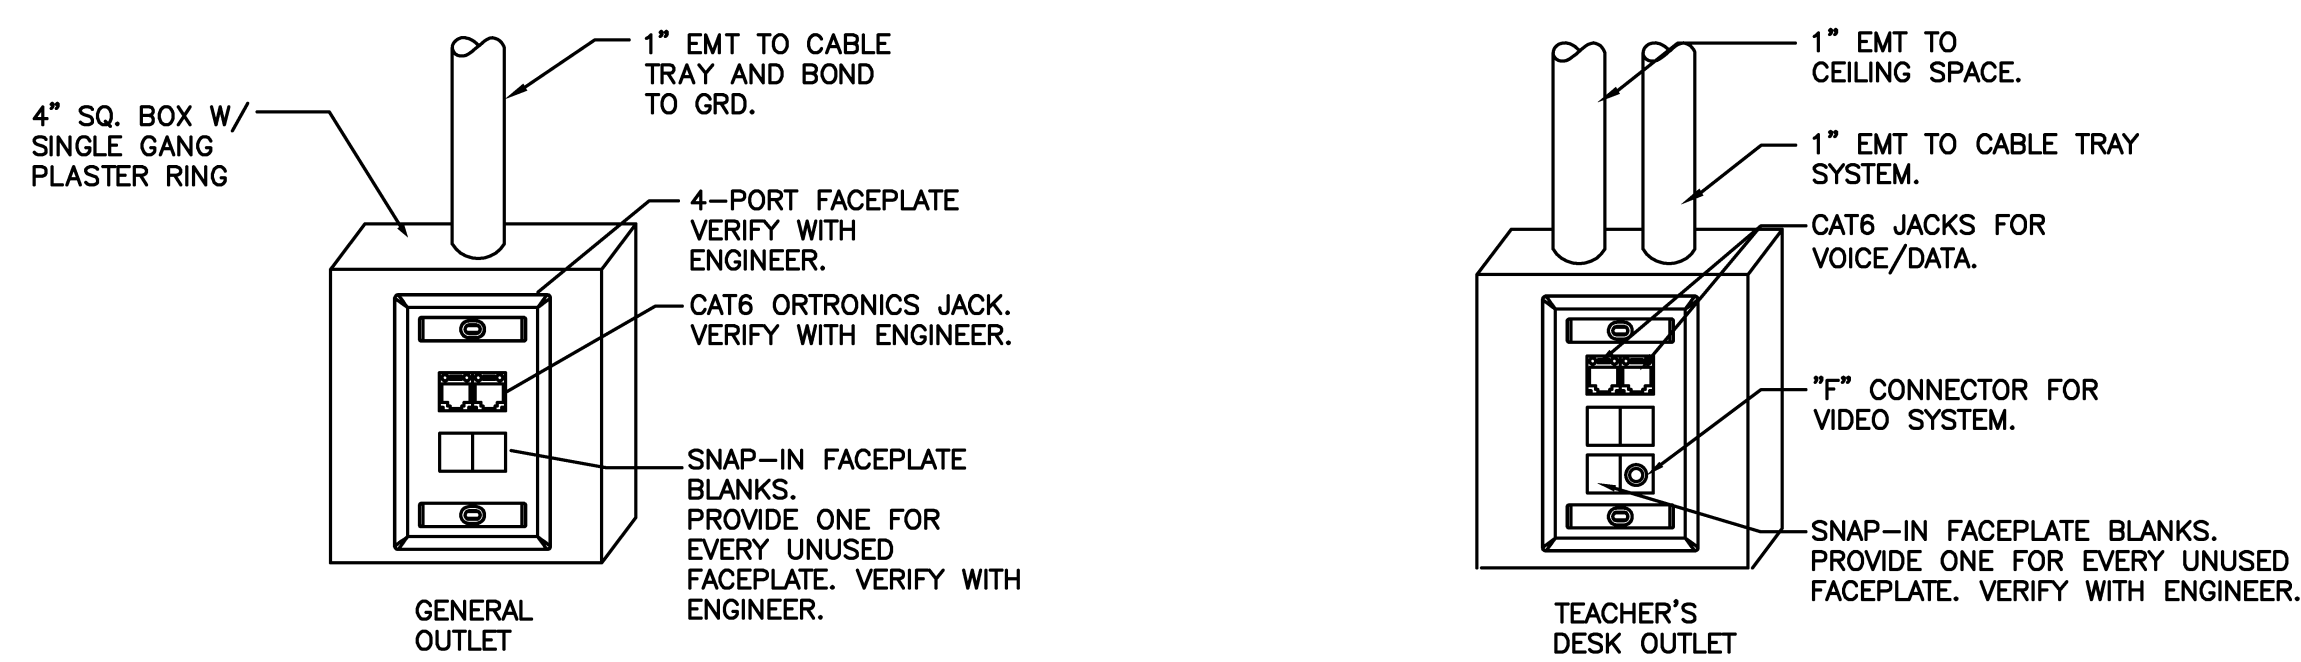 1” EMT TO CABLE
TRAY AND BOND
TO GRD.
4” SQ. BOX W/
SINGLE GANG
PLASTER RING
4-PORT FACEPLATE
VERIFY WITH
ENGINEER.
CAT6 ORTRONICS JACK.
VERIFY WITH ENGINEER.
SNAP-IN FACEPLATE
BLANKS.
PROVIDE ONE FOR
EVERY UNUSED
FACEPLATE. VERIFY WITH
ENGINEER.
GENERAL
OUTLET
1” EMT TO
CEILING SPACE.
1” EMT TO CABLE TRAY
SYSTEM.
CAT6 JACKS FOR
VOICE/DATA.
”F” CONNECTOR FOR
VIDEO SYSTEM.
SNAP-IN FACEPLATE BLANKS.
PROVIDE ONE FOR EVERY UNUSED
FACEPLATE. VERIFY WITH ENGINEER.
TEACHER’S
DESK OUTLET